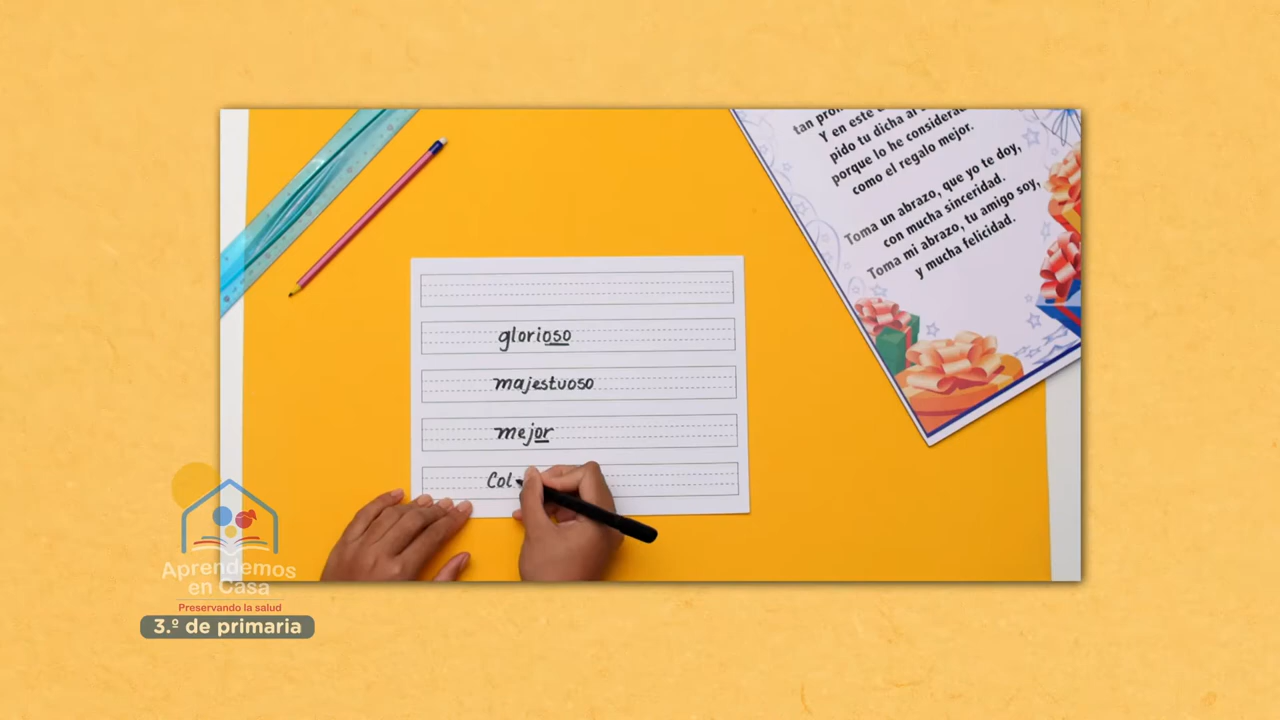 tan
Y en este
pido tu dicha al
porque lo he considerad
como el regalo mejor.
Toma un abrazo, que yo te doy,
con mucha sinceridad.
Toma mi abrazo, tu amigo soy,
y mucha felicidad.
glorioso
majestuoso
mejor
Col
Aprendemos
en Casa
Preservando la salud
3.º de primaria